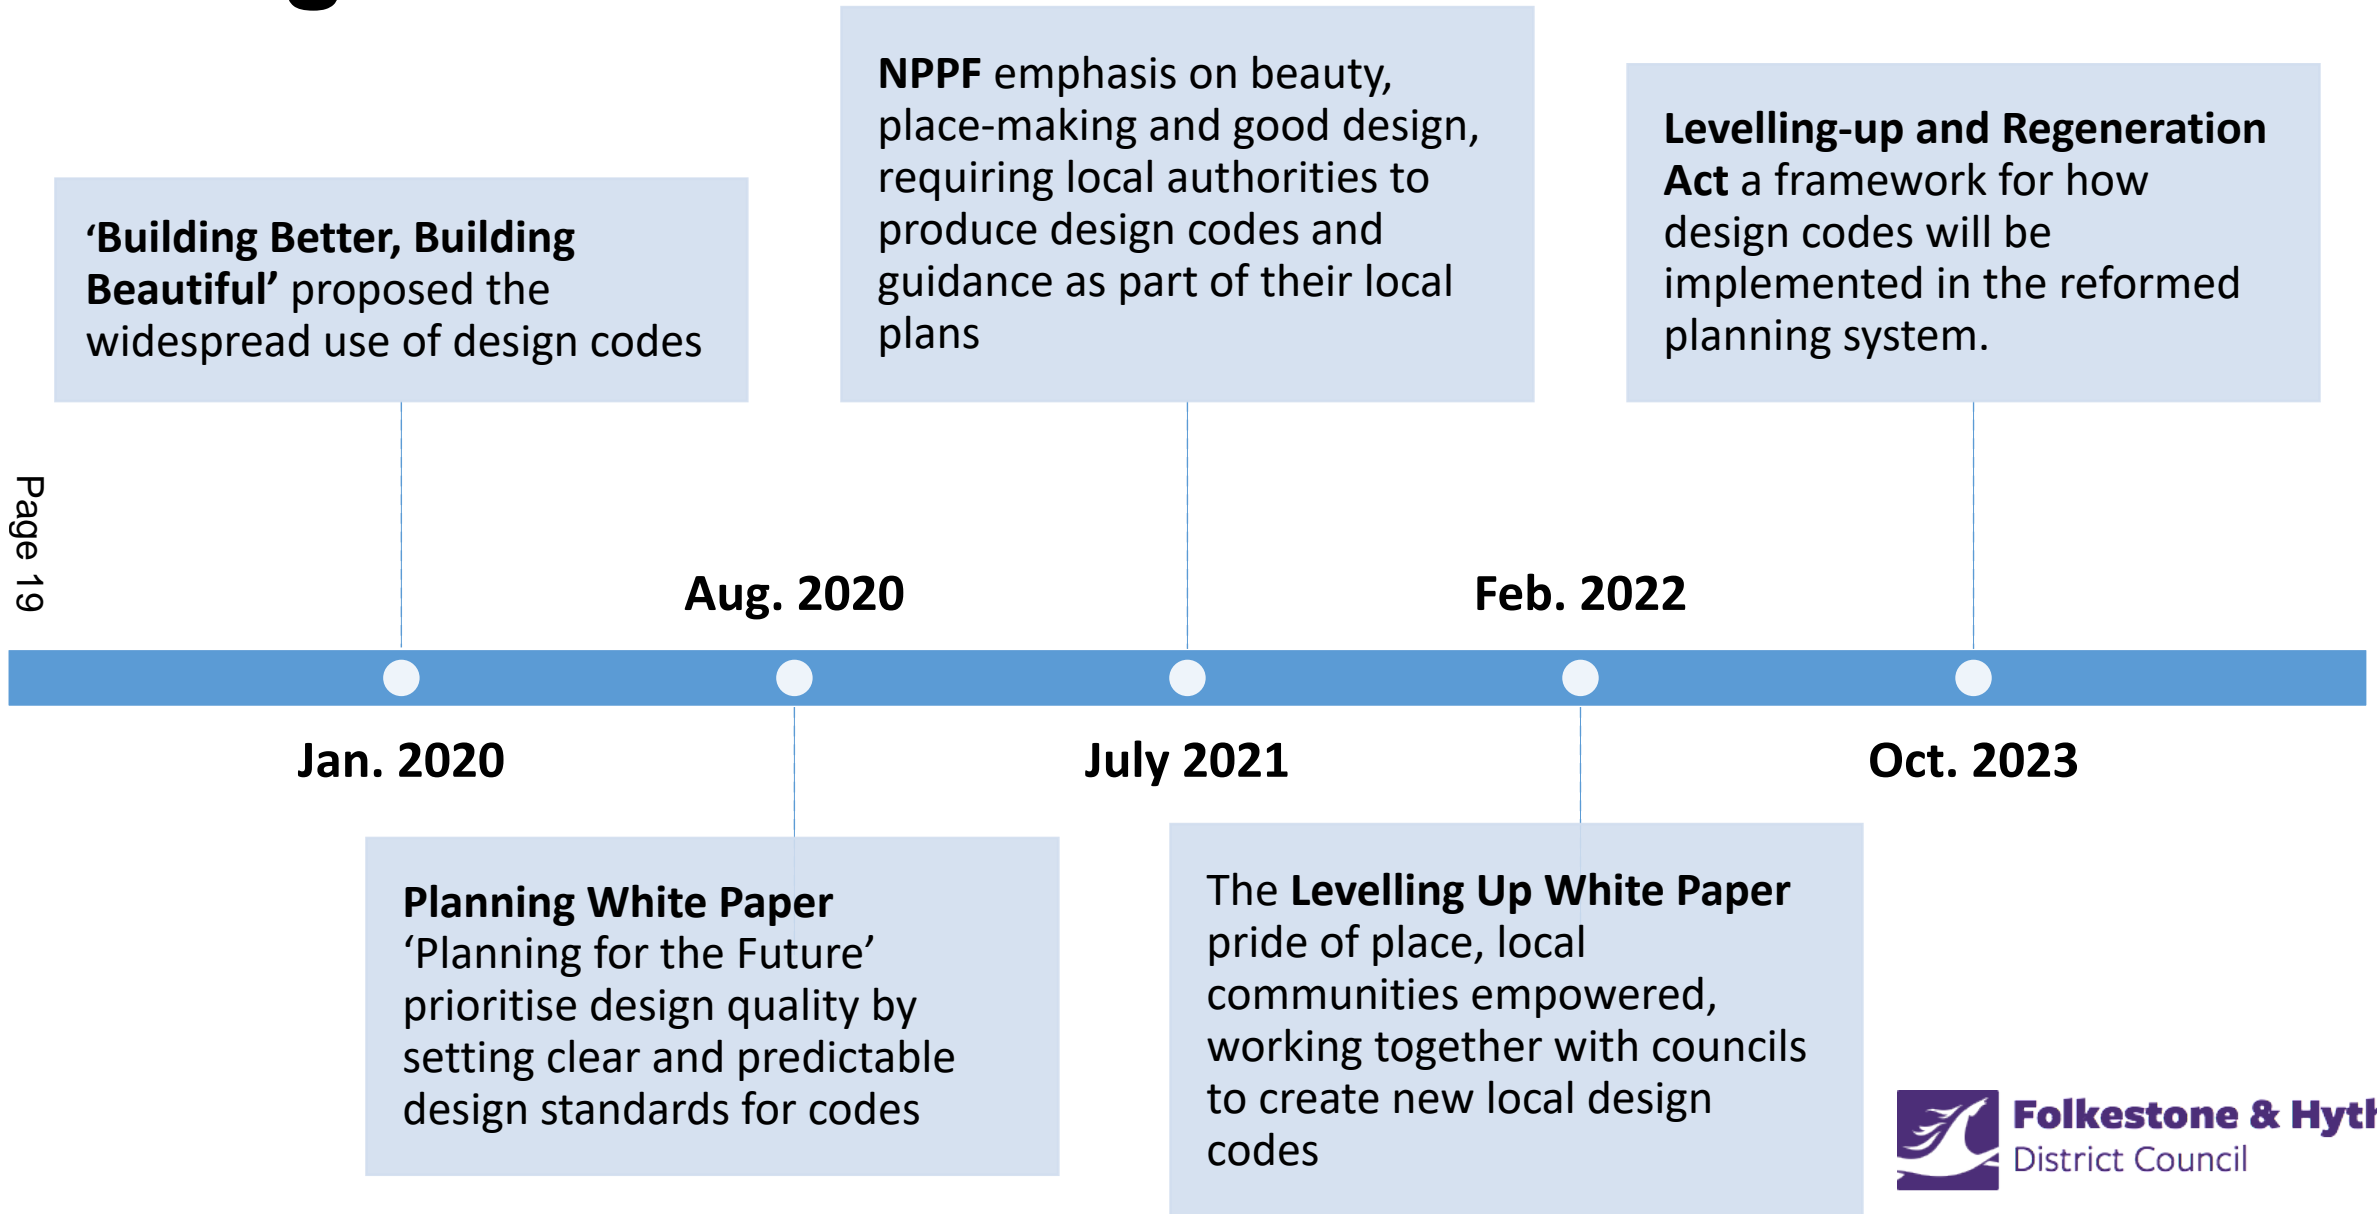 ‘Building Better, Building
Beautiful’ proposed the
widespread use of design codes
NPPF emphasis on beauty,
place-making and good design,
requiring local authorities to
produce design codes and
guidance as part of their local
plans
Levelling-up and Regeneration
Act a framework for how
design codes will be
implemented in the reformed
planning system.
Page 19
Aug. 2020
Feb. 2022
Jan. 2020
July 2021
Oct. 2023
Planning White Paper
‘Planning for the Future’
prioritise design quality by
setting clear and predictable
design standards for codes
The Levelling Up White Paper
pride of place, local
communities empowered,
working together with councils
to create new local design
codes
Folkestone & Hyth
District Council